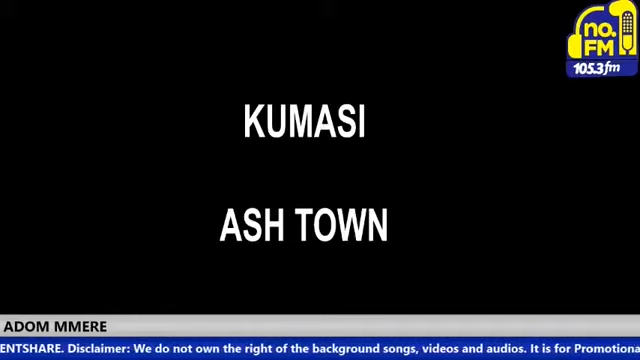 no.
FM
105.3fm
KUMASI
ASH TOWN
ADOM MMERE
ENTSHARE. Disclaimer: We do not own the right of the background songs, videos and audios. It is for Promotiona